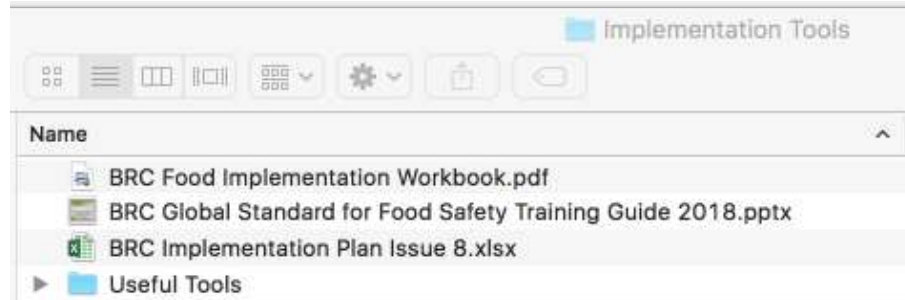 Implementation Tools
Name
BRC Food Implementation Workbook.pdf
BRC Global Standard for Food Safety Training Guide 2018.pptx
BRC Implementation Plan Issue 8.xlsx
Useful Tools